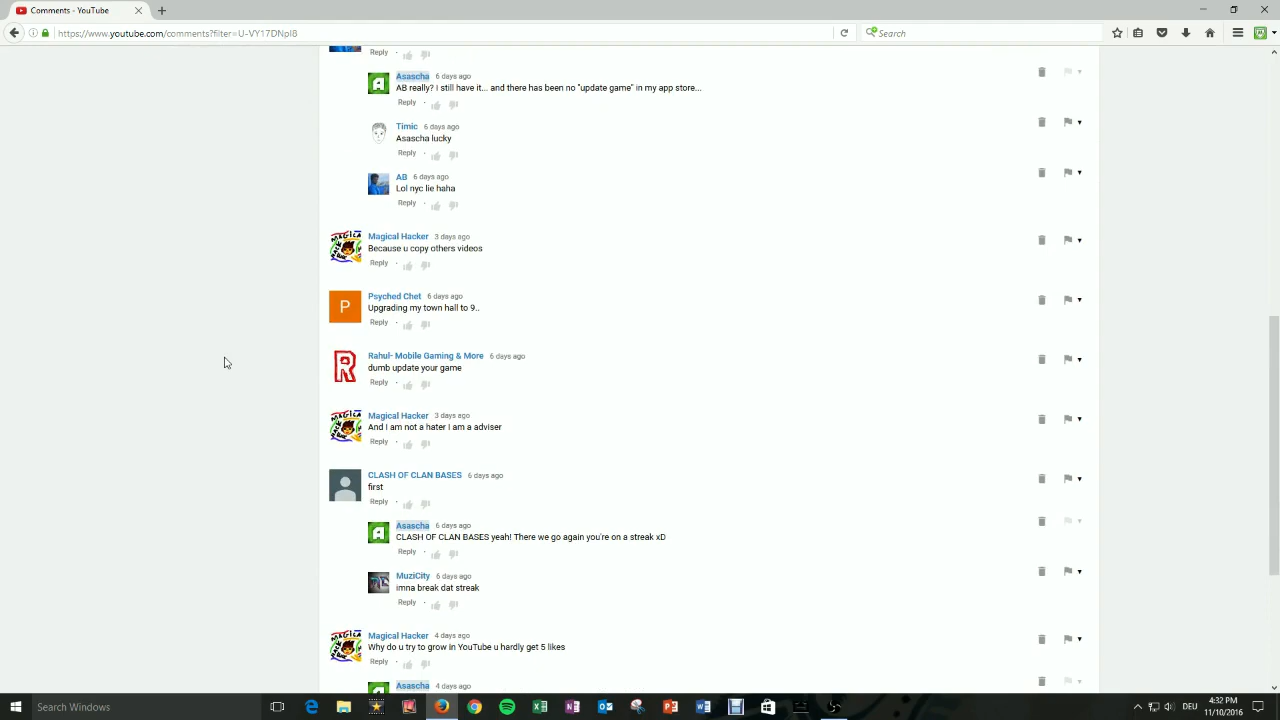 Comments - YouTube
https://www.youtube.com/comments?filter=U-VY17DNpI8
Search
Reply
Asascha 6 days ago
AB really? I still have it... and there has been no "update game" in my app store...
Reply
Timic 6 days ago
Asascha lucky
Reply
AB 6 days ago
Lol nyc lie haha
Reply
Magical Hacker 3 days ago
Because u copy others videos
Reply
P
Psyched Chet 6 days ago
Upgrading my town hall to 9..
Reply
R
Rahul- Mobile Gaming & More 6 days ago
dumb update your game
Reply
Magical Hacker 3 days ago
And I am not a hater I am a adviser
Reply
CLASH OF CLAN BASES 6 days ago
first
Reply
Asascha 6 days ago
CLASH OF CLAN BASES yeah! There we go again you're on a streak xD
Reply
MuziCity 6 days ago
imna break dat streak
Reply
Magical Hacker 4 days ago
Why do u try to grow in YouTube u hardly get 5 likes
Reply
Asascha 4 days ago
Search Windows
DEU
4:32 PM
11/10/2016